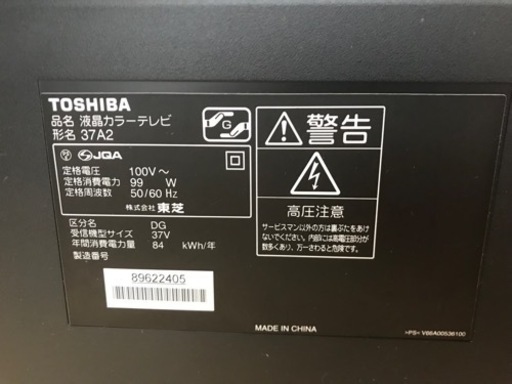 TOSHIBA
品名 液晶カラーテレビ
形名 37A2
G
JQA
定格電圧 100V～
定格消費電力 99 W
定格周波数 50/60 Hz
株式会社 東芝
区分名 DG
受信機型サイズ 37V
年間消費電力量 84 kWh/年
製造番号
89622405
警告
高圧注意
サービスマン以外の方は裏ぶたをあけ
ないでください。内部には高電圧部分が
数多くあり、万一さわると危険です。
MADE IN CHINA
>PS< V66A00536100